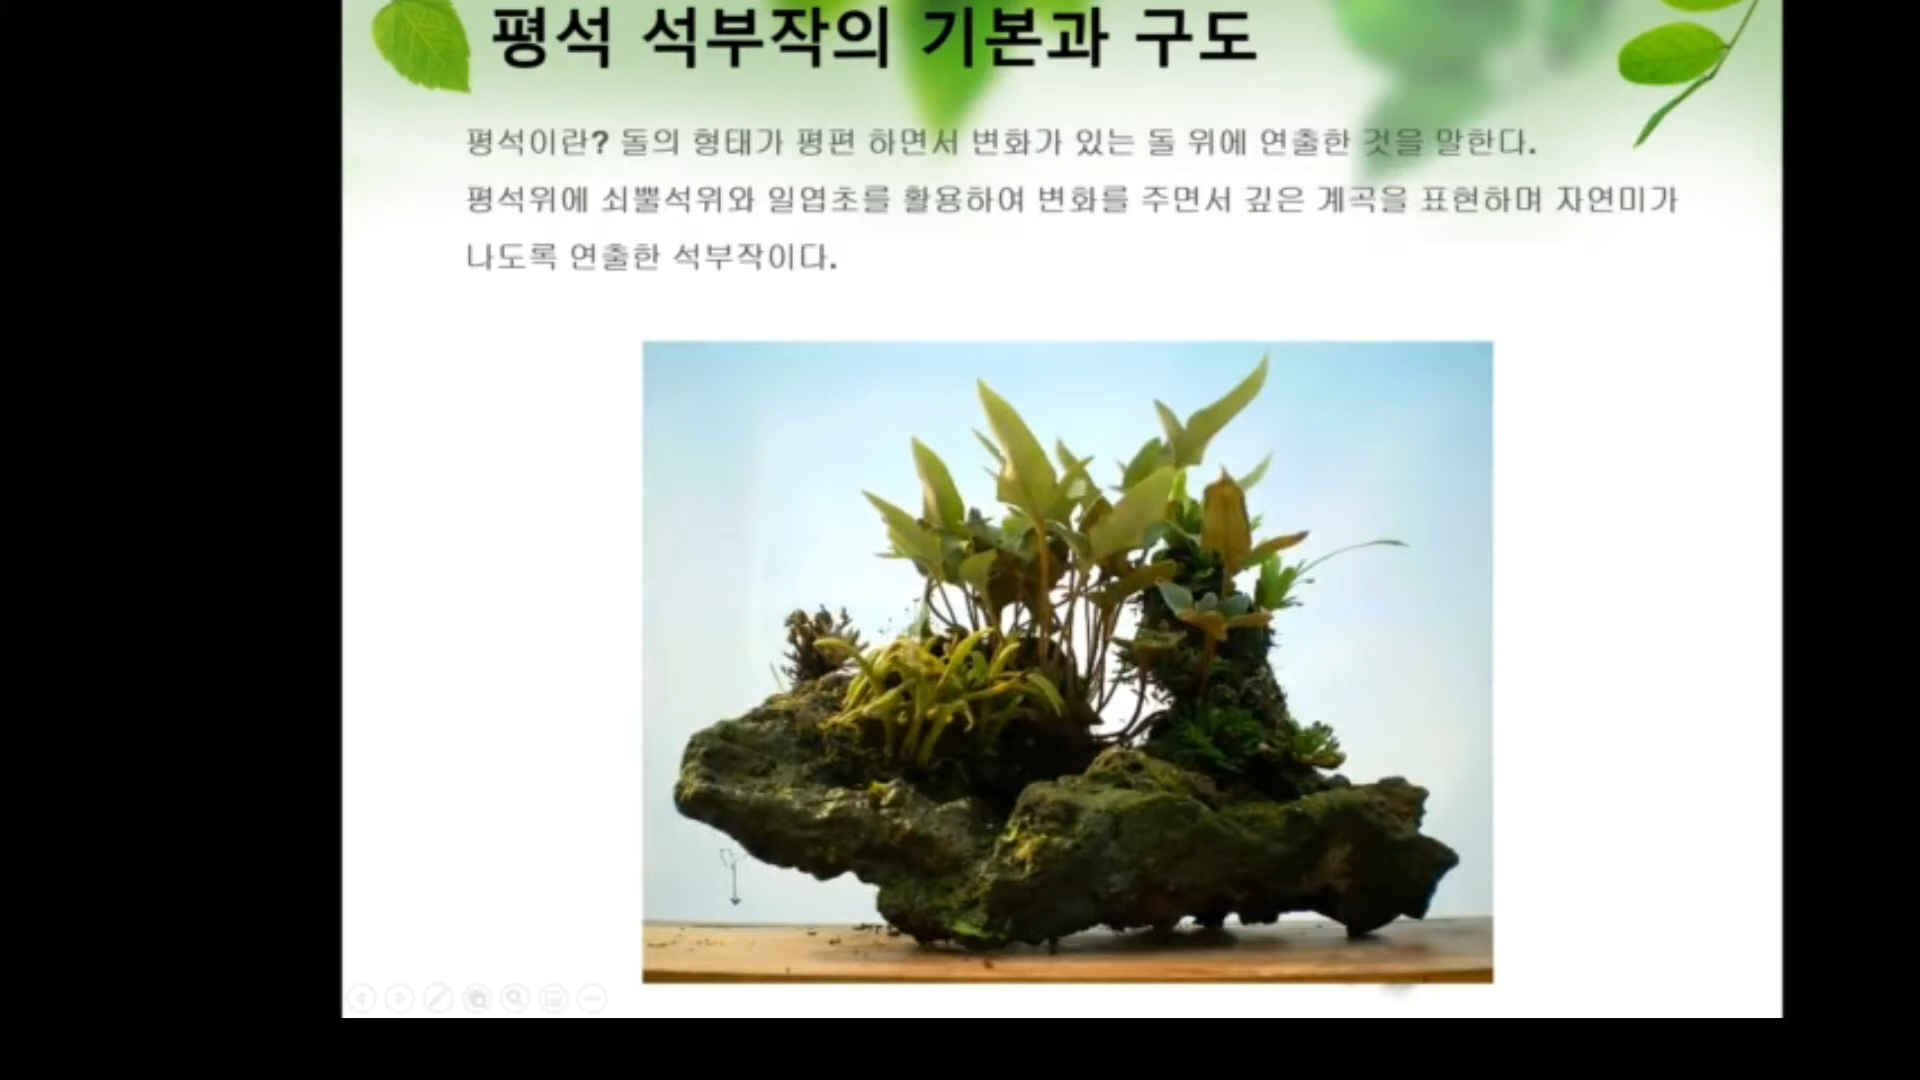 평석 석부작의 기본과 구도
평석이란? 돌의 형태가 평편 하면서 변화가 있는 돌 위에 연출한 것을 말한다.
평석위에 쇠뿔석위와 일엽초를 활용하여 변화를 주면서 깊은 계곡을 표현하며 자연미가
나도록 연출한 석부작이다.